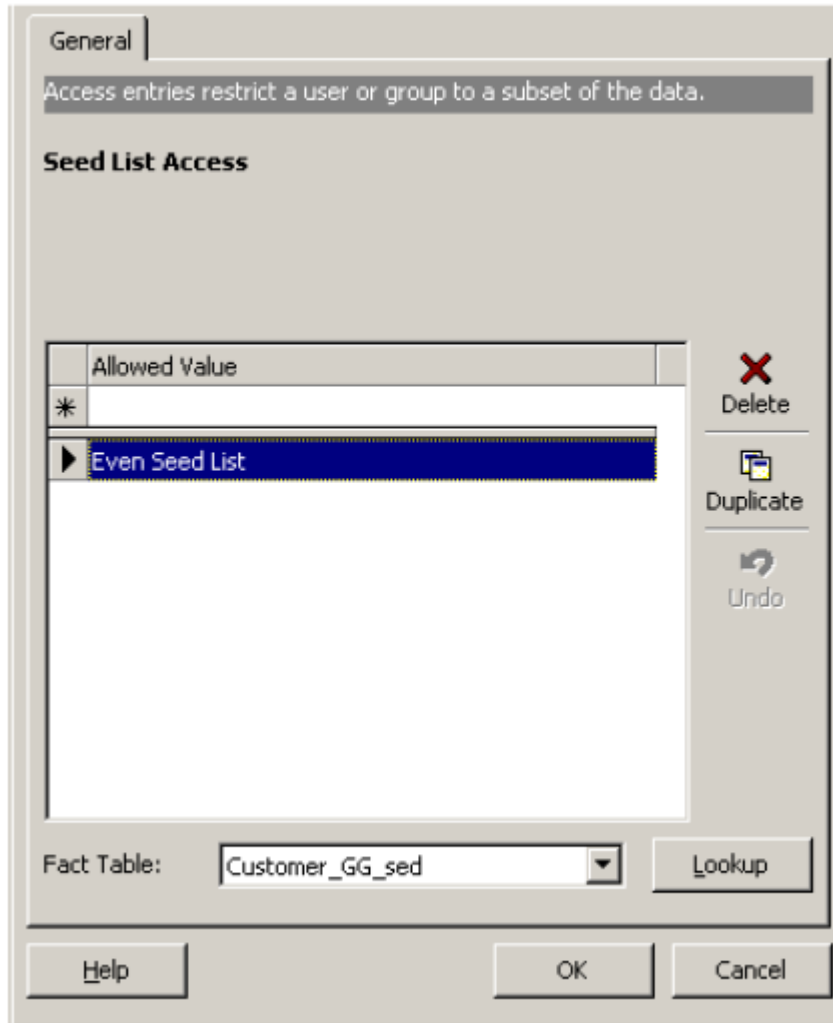 General
Access entries restrict a user or group to a subset of the data.
Seed List Access
Allowed Value
Delete
Even Seed List
Duplicate
Undo
Fact Table:
Customer_GG_sed
Lookup
Help
OK
Cancel